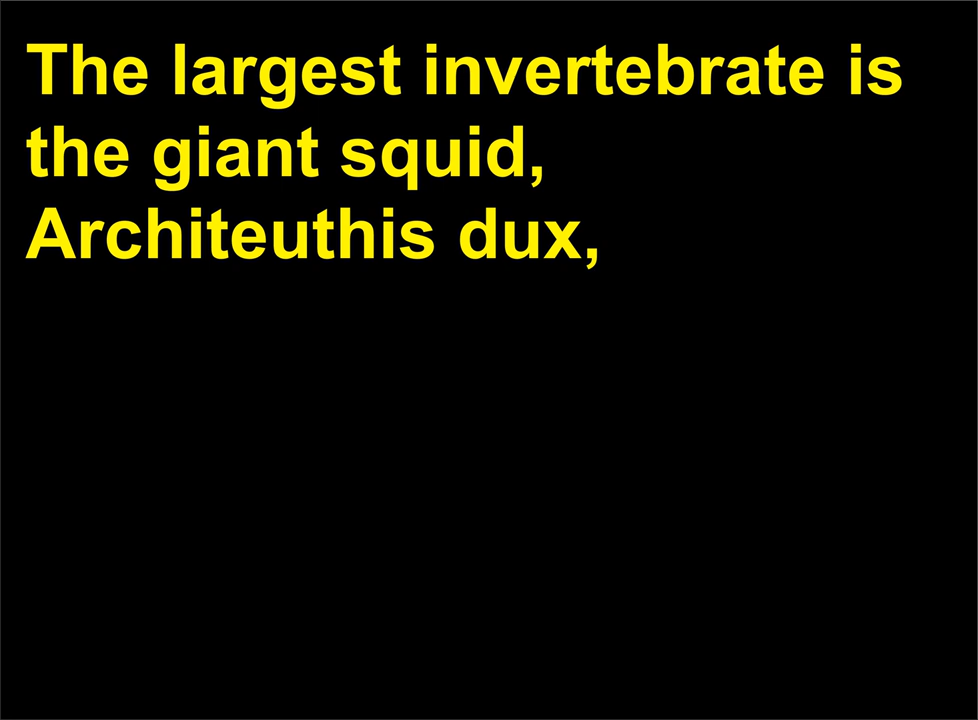 The largest invertebrate is
the giant squid,
Architeuthis dux,